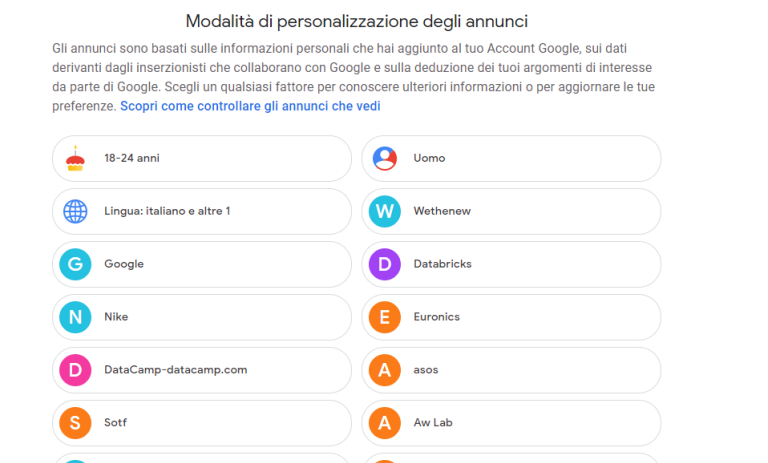 Modalità di personalizzazione degli annunci
Gli annunci sono basati sulle informazioni personali che hai aggiunto al tuo Account Google, sui dati
derivanti dagli inserzionisti che collaborano con Google e sulla deduzione dei tuoi argomenti di interesse
da parte di Google. Scegli un qualsiasi fattore per conoscere ulteriori informazioni o per aggiornare le tue
preferenze. Scopri come controllare gli annunci che vedi
18-24 anni
Uomo
Lingua: italiano e altre 1
W Wethenew
G Google
D Databricks
N Nike
E Euronics
D DataCamp-datacamp.com
A asos
S Sotf
A Aw Lab